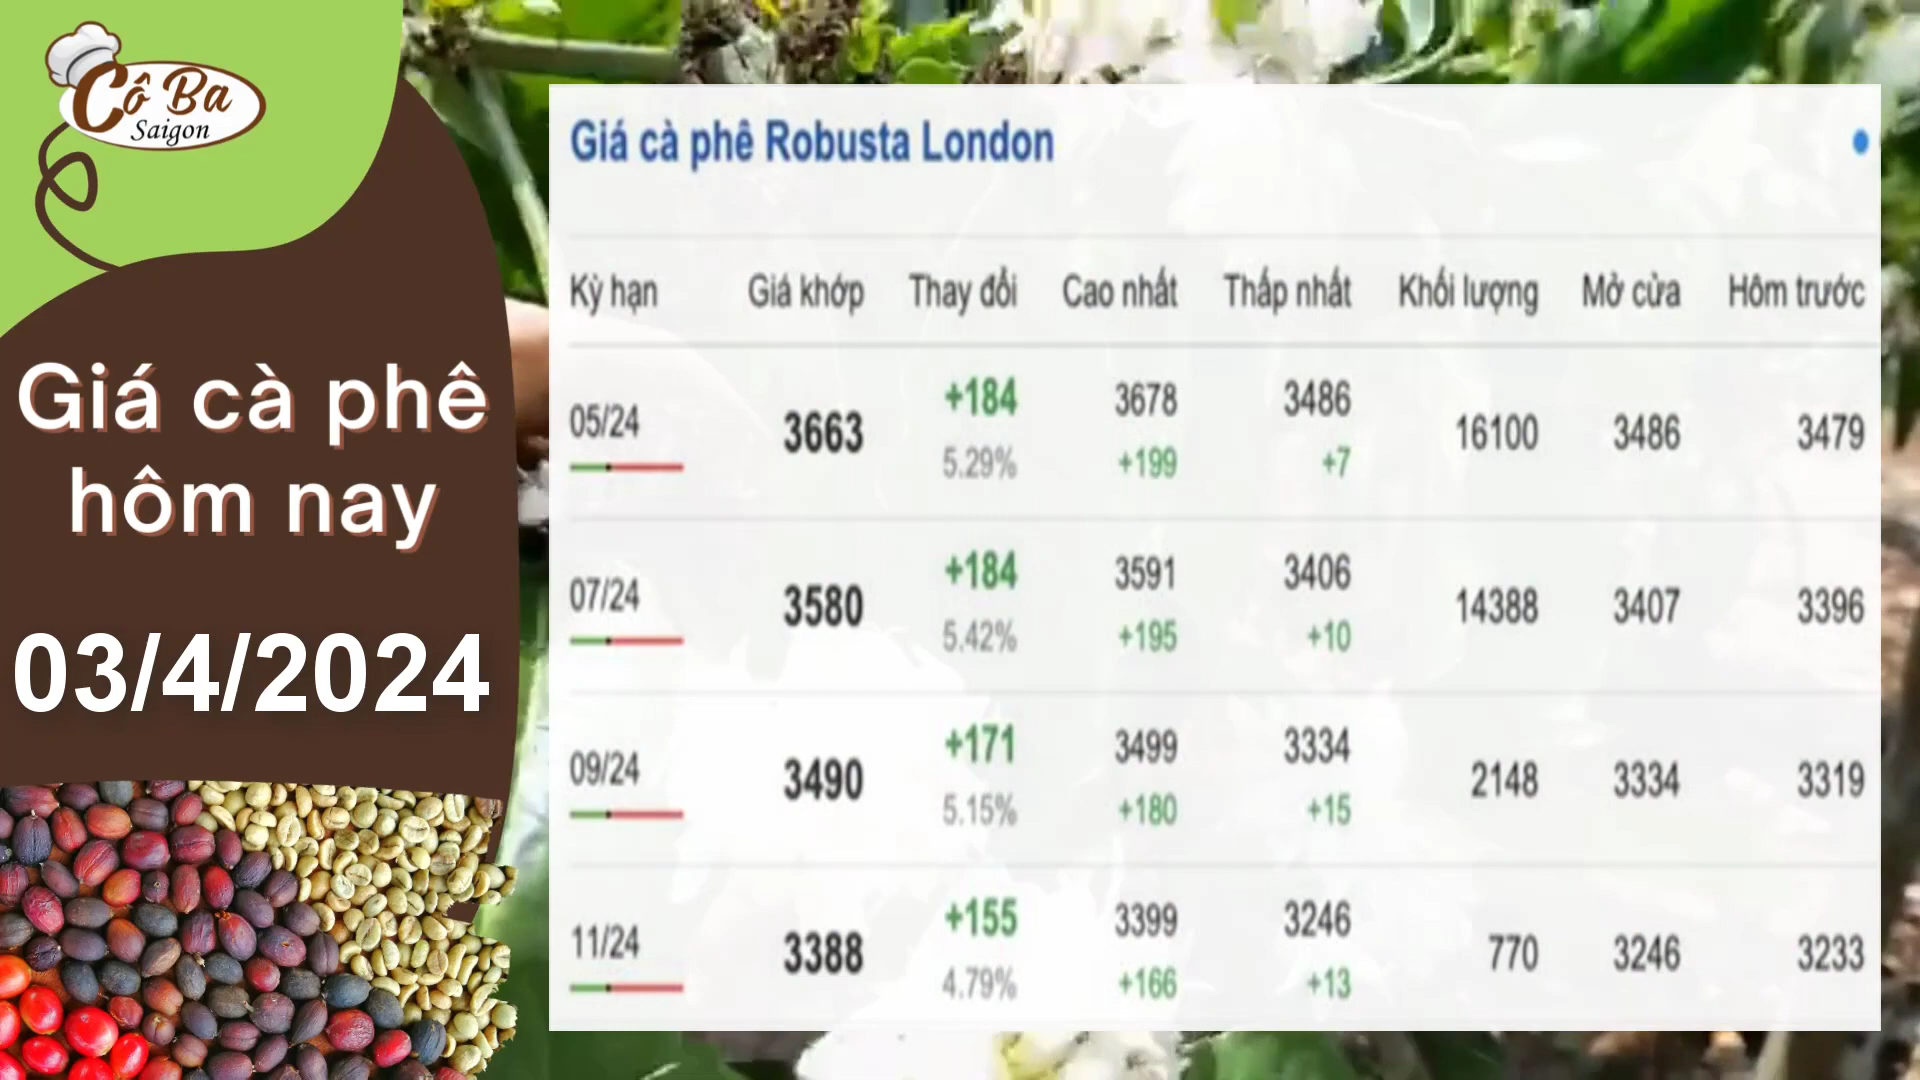 Cô Ba
Saigon
Giá cà phê
hôm nay
03/4/2024
Giá cà phê Robusta London
Kỳ hạn Giá khớp Thay đổi Cao nhất Thấp nhất Khối lượng Mở cửa Hôm trước
05/24 3663 +184 3678 3486 16100 3486 3479
5.29% +199 +7
07/24 3580 +184 3591 3406 14388 3407 3396
5.42% +195 +10
09/24 3490 +171 3499 3334 2148 3334 3319
5.15% +180 +15
11/24 3388 +155 3399 3246 770 3246 3233
4.79% +166 +13